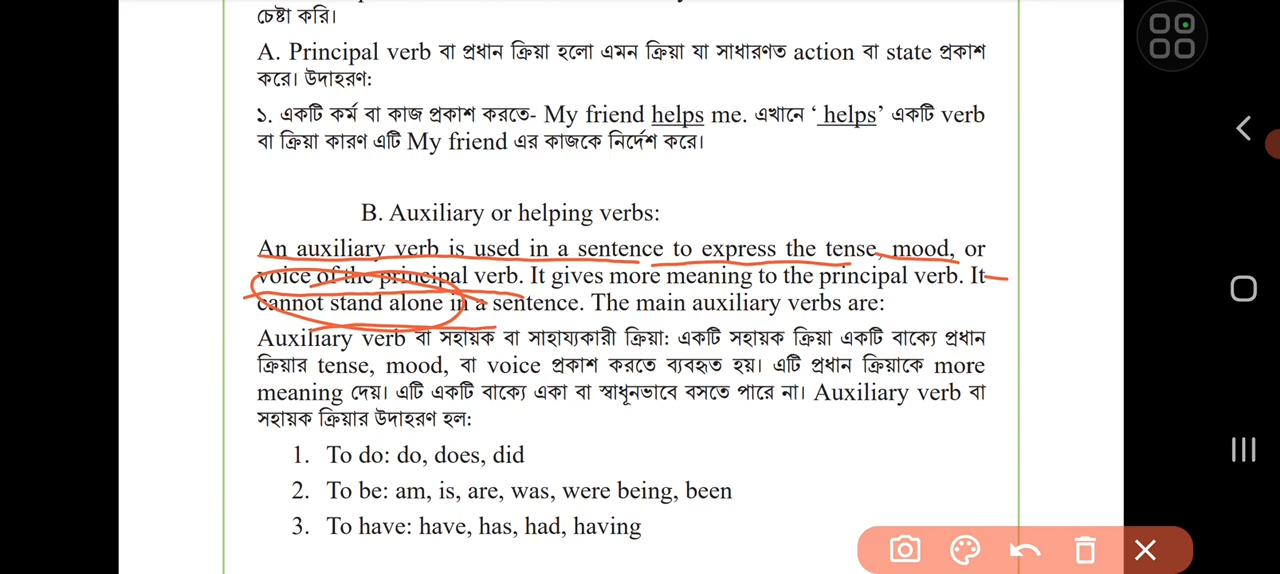 চেষ্টা করি।
A. Principal verb বা প্রধান ক্রিয়া হলো এমন ক্রিয়া যা সাধারণত action বা state প্রকাশ
করে। উদাহরণ:
১. একটি কর্ম বা কাজ প্রকাশ করতে- My friend helps me. এখানে ‘ helps’ একটি verb
বা ক্রিয়া কারণ এটি My friend এর কাজকে নির্দেশ করে।
B. Auxiliary or helping verbs:
An auxiliary verb is used in a sentence to express the tense, mood, or
voice of the principal verb. It gives more meaning to the principal verb. It
cannot stand alone in a sentence. The main auxiliary verbs are:
Auxiliary verb বা সহায়ক বা সাহায্যকারী ক্রিয়া: একটি সহায়ক ক্রিয়া একটি বাক্যে প্রধান
ক্রিয়ার tense, mood, বা voice প্রকাশ করতে ব্যবহৃত হয়। এটি প্রধান ক্রিয়াকে more
meaning দেয়। এটি একটি বাক্যে একা বা স্বাধূনভাবে বসতে পারে না। Auxiliary verb বা
সহায়ক ক্রিয়ার উদাহরণ হল:
1. To do: do, does, did
2. To be: am, is, are, was, were being, been
3. To have: have, has, had, having